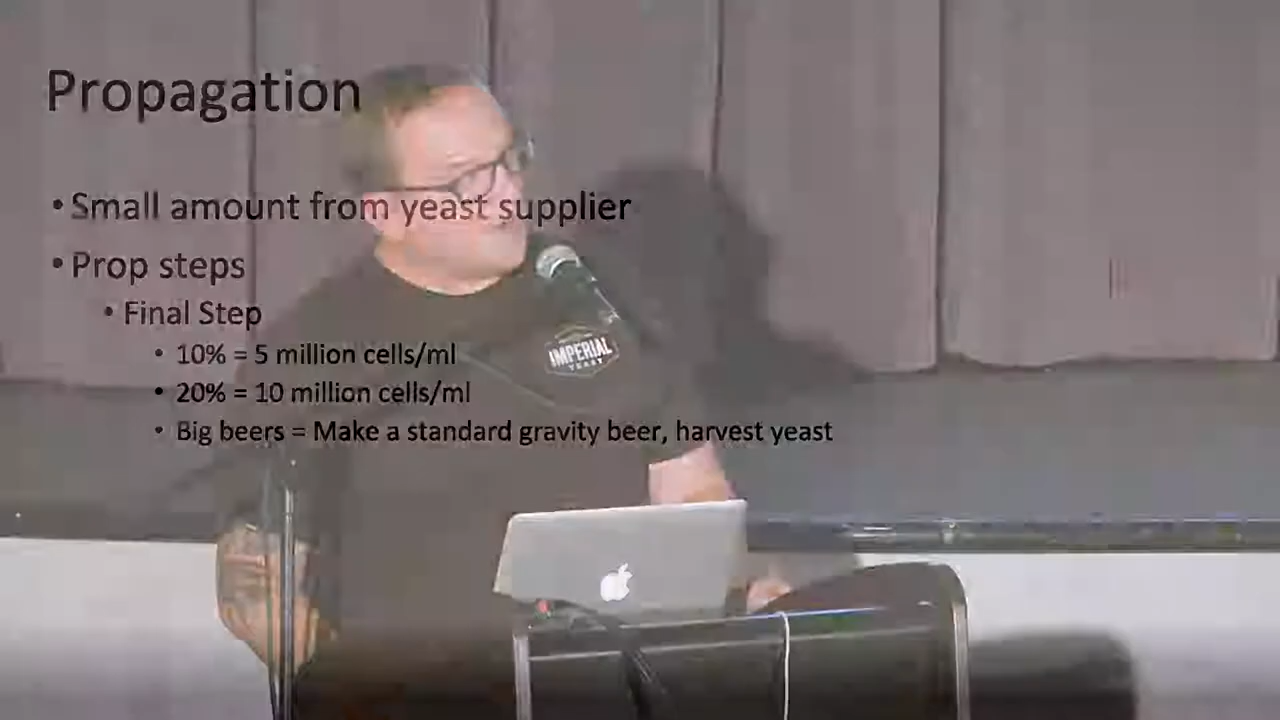 Propagation
• Small amount from yeast supplier
• Prop steps
• Final Step
• 10% = 5 million cells/ml
• 20% = 10 million cells/ml
• Big beers = Make a standard gravity beer, harvest yeast
IMPERIAL
YEAST